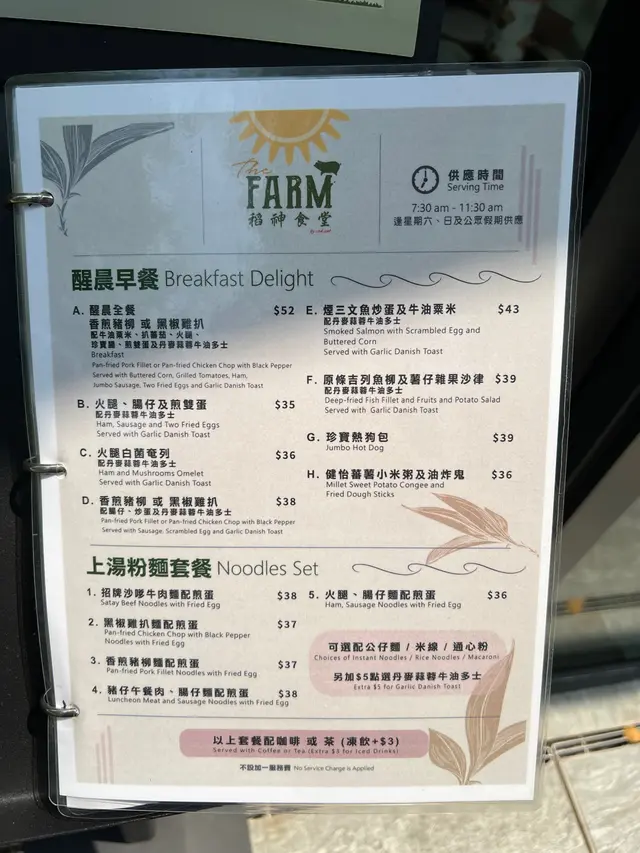 The
FARM
稻神食堂
供應時間
Serving Time
7:30 am - 11:30 am
逢星期六、日及公眾假期供應
醒晨早餐 Breakfast Delight
A. 醒晨全餐 $52
香煎豬柳 或 黑椒雞扒
配牛油粟米、扒蕃茄、火腿、
珍寶腸、煎雙蛋及丹麥蒜蓉牛油多士
Breakfast
Pan-fried Pork Fillet or Pan-fried Chicken Chop with Black Pepper
Served with Buttered Corn, Grilled Tomatoes, Ham,
Jumbo Sausage, Two Fried Eggs and Garlic Danish Toast
B. 火腿、腸仔及煎雙蛋 $35
配丹麥蒜蓉牛油多士
Ham, Sausage and Two Fried Eggs
Served with Garlic Danish Toast
C. 火腿白菌奄列 $36
配丹麥蒜蓉牛油多士
Ham and Mushrooms Omelet
Served with Garlic Danish Toast
D. 香煎豬柳 或 黑椒雞扒 $38
配腸仔、炒蛋及丹麥蒜蓉牛油多士
Pan-fried Pork Fillet or Pan-fried Chicken Chop with Black Pepper
Served with Sausage, Scrambled Egg and Garlic Danish Toast
E. 煙三文魚炒蛋及牛油粟米 $43
配丹麥蒜蓉牛油多士
Smoked Salmon with Scrambled Egg and
Buttered Corn
Served with Garlic Danish Toast
F. 原條吉列魚柳及薯仔雜果沙律 $39
配丹麥蒜蓉牛油多士
Deep-fried Fish Fillet and Fruits and Potato Salad
Served with Garlic Danish Toast
G. 珍寶熱狗包 $39
Jumbo Hot Dog
H. 健怡蕃薯小米粥及油炸鬼 $36
Millet Sweet Potato Congee and
Fried Dough Sticks
上湯粉麵套餐 Noodles Set
1. 招牌沙嗲牛肉麵配煎蛋 $38
Satay Beef Noodles with Fried Egg
2. 黑椒雞扒麵配煎蛋 $37
Pan-fried Chicken Chop with Black Pepper
Noodles with Fried Egg
3. 香煎豬柳麵配煎蛋 $37
Pan-fried Pork Fillet Noodles with Fried Egg
4. 豬仔午餐肉、腸仔麵配煎蛋 $38
Luncheon Meat and Sausage Noodles with Fried Egg
5. 火腿、腸仔麵配煎蛋 $36
Ham, Sausage Noodles with Fried Egg
可選配公仔麵 / 米線 / 通心粉
Choices of Instant Noodles / Rice Noodles / Macaroni
另加$5點選丹麥蒜蓉牛油多士
Extra $5 for Garlic Danish Toast
以上套餐配咖啡 或 茶 (凍飲+$3)
Served with Coffee or Tea (Extra $3 for Iced Drinks)
不設加一服務費 No Service Charge is Applied